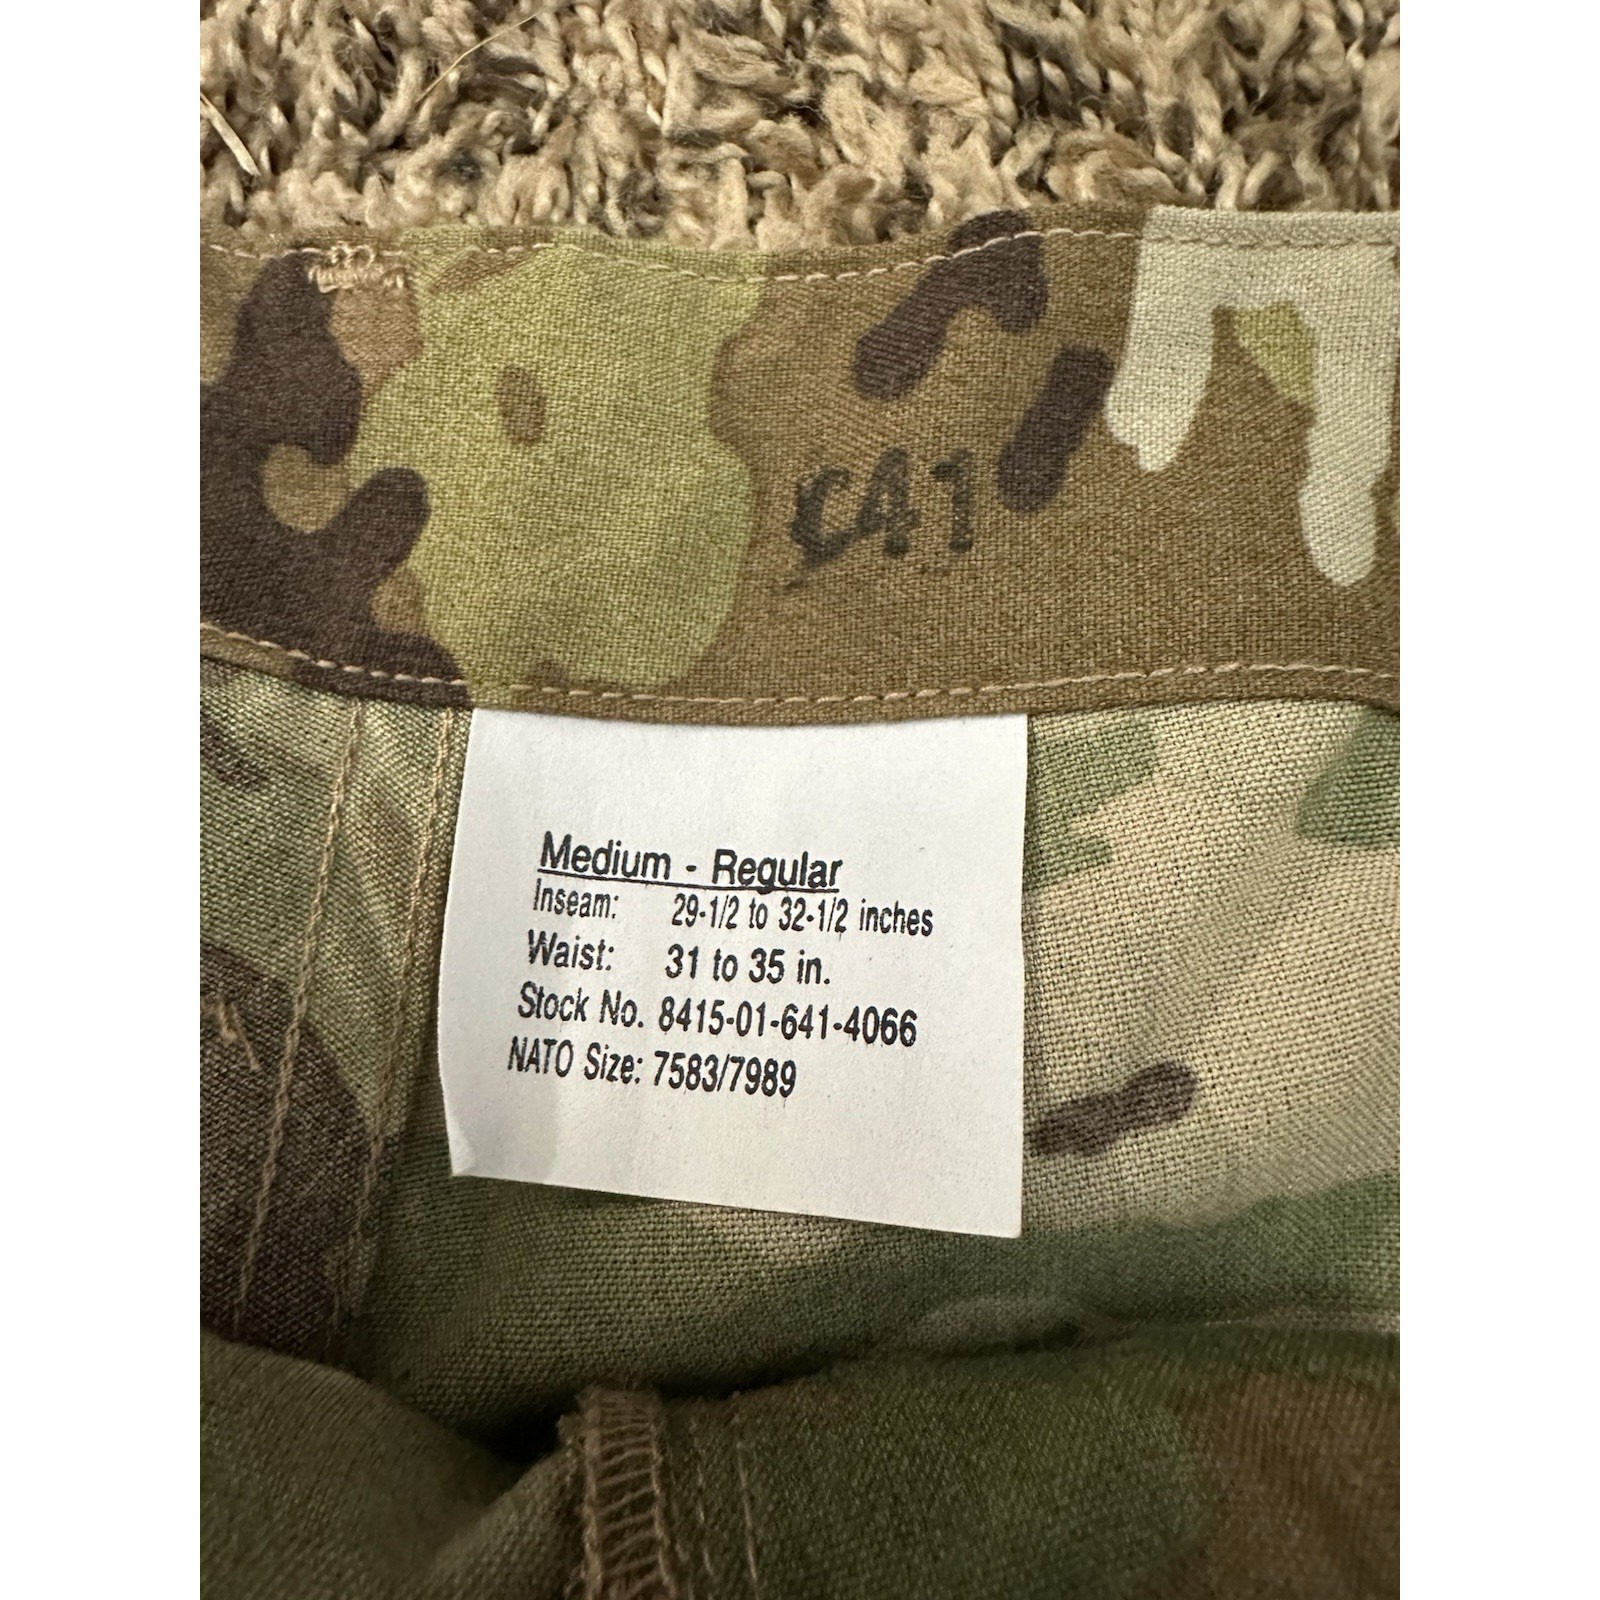 C41
Medium - Regular
Inseam: 29-1/2 to 32-1/2 inches
Waist: 31 to 35 in.
Stock No. 8415-01-641-4066
NATO Size: 7583/7989